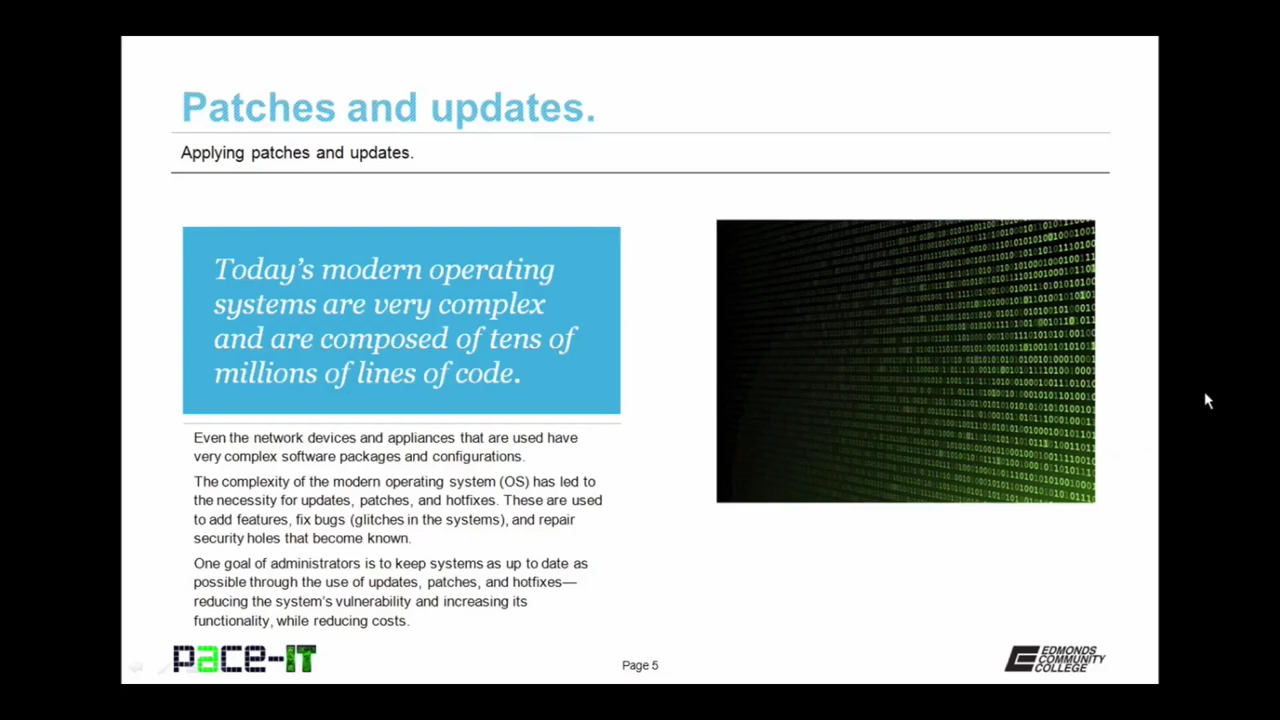 Patches and updates.
Applying patches and updates.
Today's modern operating
systems are very complex
and are composed of tens of
millions of lines of code.
Even the network devices and appliances that are used have
very complex software packages and configurations.
The complexity of the modern operating system (OS) has led to
the necessity for updates, patches, and hotfixes. These are used
to add features, fix bugs (glitches in the systems), and repair
security holes that become known.
One goal of administrators is to keep systems as up to date as
possible through the use of updates, patches, and hotfixes—
reducing the system's vulnerability and increasing its
functionality, while reducing costs.
pace-IT
Page 5
EDMONDS
COMMUNITY
COLLEGE